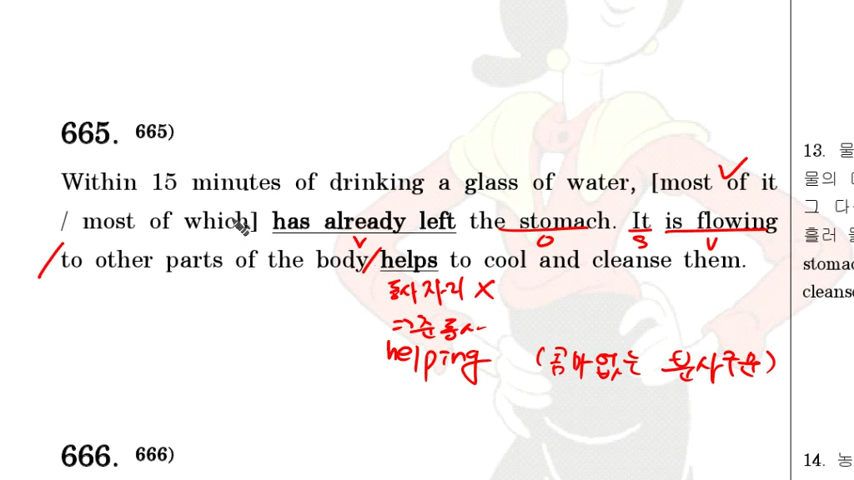 665. 665)
Within 15 minutes of drinking a glass of water, [most of it
/ most of which] has already left the stomach. It is flowing
to other parts of the body helps to cool and cleanse them.
O S V
V
동사자리 X
⇒준동사
helping (콤마없는 분사구문)
666. 666)
13. 물
물의 대
그 다
흘러 들
stomac
cleanse
14. 농